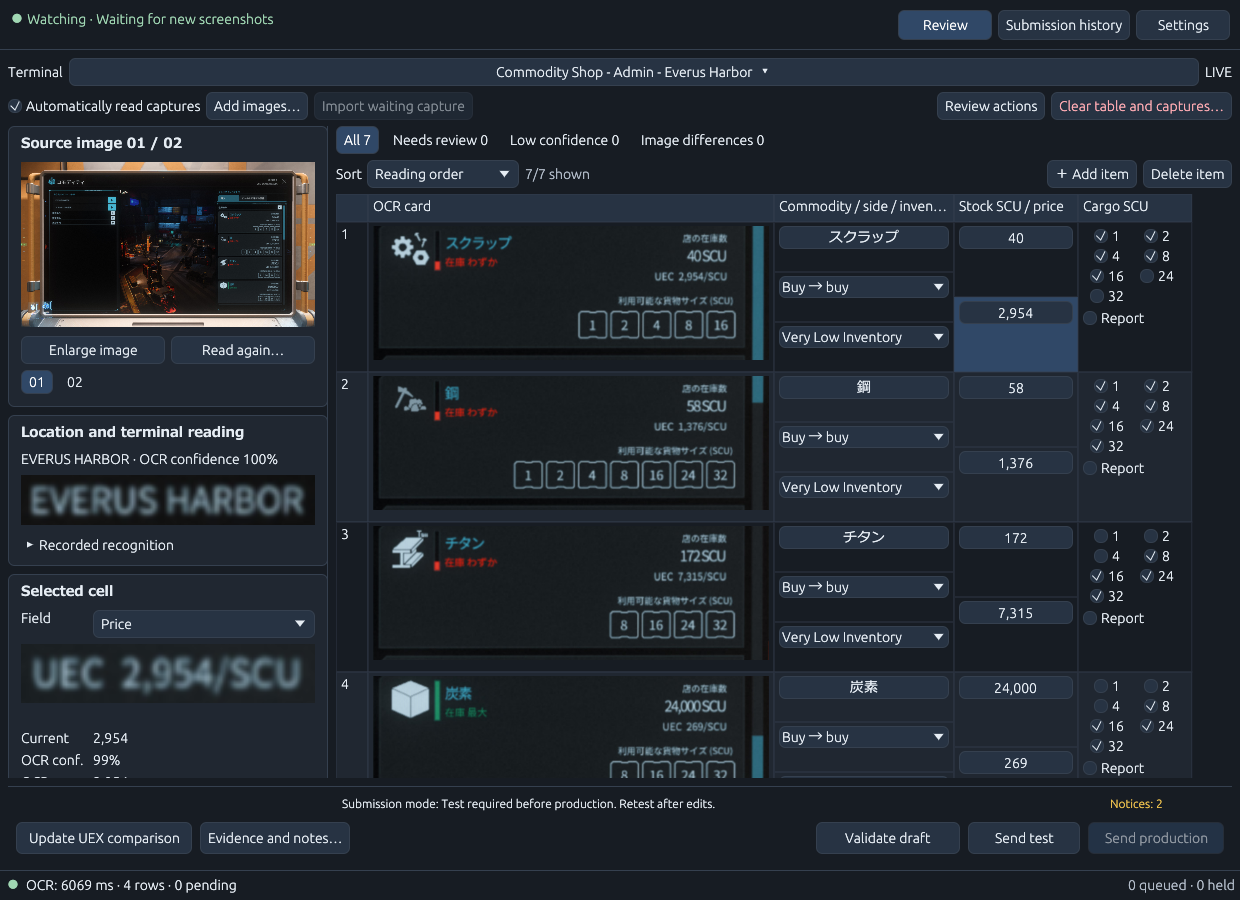 Watching · Waiting for new screenshots
Review
Submission history
Settings
Terminal
Commodity Shop - Admin - Everus Harbor
LIVE
Automatically read captures
Add images…
Import waiting capture
Review actions
Clear table and captures…
Source image 01 / 02
Enlarge image
Read again…
01 02
Location and terminal reading
EVERUS HARBOR · OCR confidence 100%
EVERUS HARBOR
Recorded recognition
Selected cell
Field
Price
UEC 2,954/SCU
Current 2,954
OCR conf. 99%
All 7
Needs review 0
Low confidence 0
Image differences 0
Sort
Reading order
7/7 shown
+ Add item
Delete item
OCR card
Commodity / side / inven…
Stock SCU / price
Cargo SCU
1
スクラップ
在庫 わずか
店の在庫数
40SCU
UEC 2,954/SCU
利用可能な貨物サイズ (SCU)
1 2 4 8 16
スクラップ
Buy → buy
Very Low Inventory
40
2,954
1 2
4 8
16 24
32
Report
2
鋼
在庫 わずか
店の在庫数
58SCU
UEC 1,376/SCU
利用可能な貨物サイズ (SCU)
1 2 4 8 16 24 32
鋼
Buy → buy
Very Low Inventory
58
1,376
1 2
4 8
16 24
32
Report
3
チタン
在庫 わずか
店の在庫数
172SCU
UEC 7,315/SCU
利用可能な貨物サイズ (SCU)
8 16 24 32
チタン
Buy → buy
Very Low Inventory
172
7,315
1 2
4 8
16 24
32
Report
4
炭素
在庫 最大
店の在庫数
24,000SCU
UEC 269/SCU
利用可能な貨物サイズ (SCU)
8 16 24 32
炭素
Buy → buy
24,000
269
1 2
4 8
16 24
32
Report
Submission mode: Test required before production. Retest after edits.
Notices: 2
Update UEX comparison
Evidence and notes…
Validate draft
Send test
Send production
OCR: 6069 ms · 4 rows · 0 pending
0 queued · 0 held